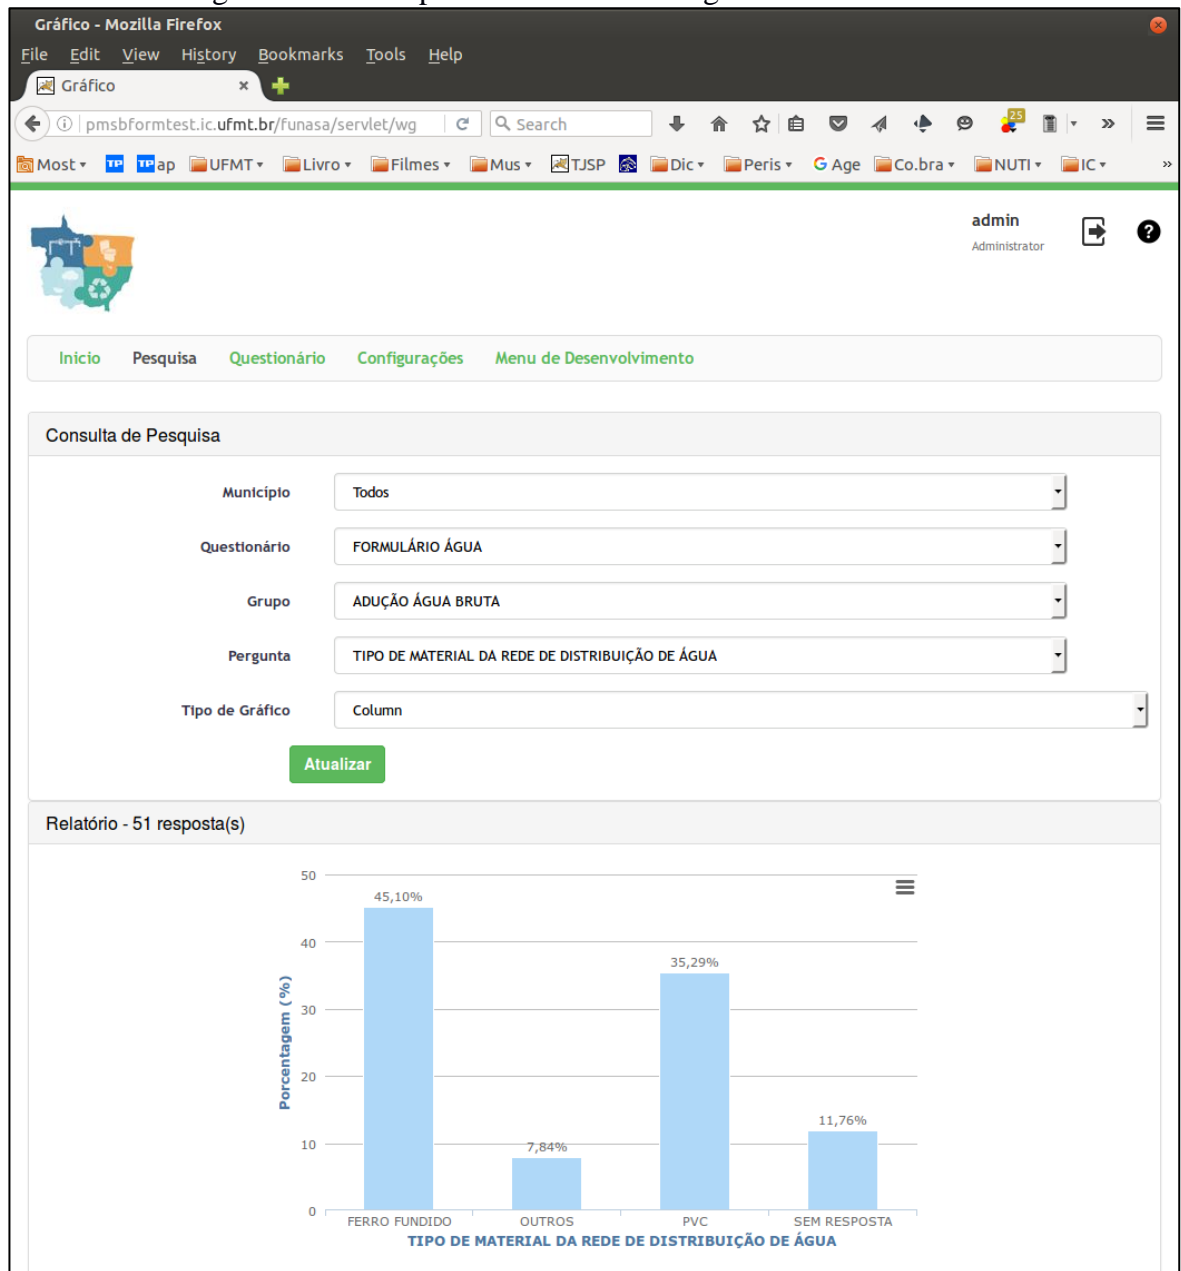 Gráfico - Mozilla Firefox
File Edit View History Bookmarks Tools Help
Gráfico
pmsbformtest.ic.ufmt.br/funasa/servlet/wg Search 25
Most TP TP ap UFMT Livro Filmes Mus TJSP Dic Peris G Age Co.bra NUTI IC »
admin
Administrator
Inicio Pesquisa Questionário Configurações Menu de Desenvolvimento
Consulta de Pesquisa
Município Todos
Questionário FORMULÁRIO ÁGUA
Grupo ADUÇÃO ÁGUA BRUTA
Pergunta TIPO DE MATERIAL DA REDE DE DISTRIBUIÇÃO DE ÁGUA
Tipo de Gráfico Column
Atualizar
Relatório - 51 resposta(s)
50
45,10%
40
35,29%
30
Porcentagem (%)
20
11,76%
10
7,84%
0
FERRO FUNDIDO OUTROS PVC SEM RESPOSTA
TIPO DE MATERIAL DA REDE DE DISTRIBUIÇÃO DE ÁGUA